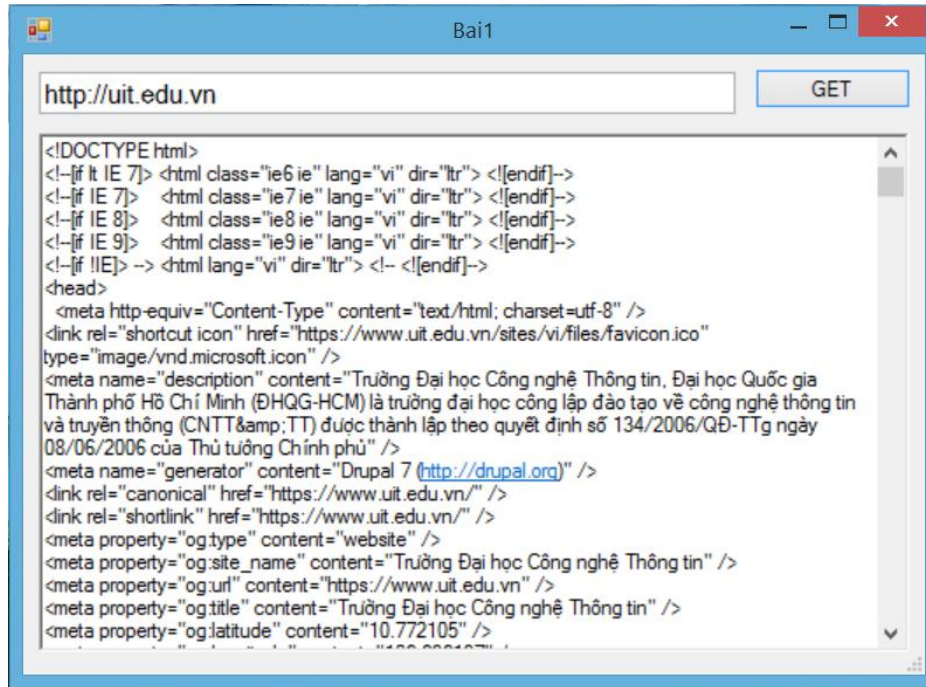 Bai1
http://uit.edu.vn
GET
<!DOCTYPE html>
<!--[if lt IE 7]> <html class="ie6 ie" lang="vi" dir="ltr"> <![endif]-->
<!--[if IE 7]> <html class="ie7 ie" lang="vi" dir="ltr"> <![endif]-->
<!--[if IE 8]> <html class="ie8 ie" lang="vi" dir="ltr"> <![endif]-->
<!--[if IE 9]> <html class="ie9 ie" lang="vi" dir="ltr"> <![endif]-->
<!--[if !IE]> --> <html lang="vi" dir="ltr"> <!-- <![endif]-->
<head>
<meta http-equiv="Content-Type" content="text/html; charset=utf-8" />
<link rel="shortcut icon" href="https://www.uit.edu.vn/sites/vi/files/favicon.ico"
type="image/vnd.microsoft.icon" />
<meta name="description" content="Trường Đại học Công nghệ Thông tin, Đại học Quốc gia
Thành phố Hồ Chí Minh (ĐHQG-HCM) là trường đại học công lập đào tạo về công nghệ thông tin
và truyền thông (CNTT&amp;TT) được thành lập theo quyết định số 134/2006/QĐ-TTg ngày
08/06/2006 của Thủ tướng Chính phủ" />
<meta name="generator" content="Drupal 7 (http://drupal.org)" />
<link rel="canonical" href="https://www.uit.edu.vn/" />
<link rel="shortlink" href="https://www.uit.edu.vn/" />
<meta property="og:type" content="website" />
<meta property="og:site_name" content="Trường Đại học Công nghệ Thông tin" />
<meta property="og:url" content="https://www.uit.edu.vn" />
<meta property="og:title" content="Trường Đại học Công nghệ Thông tin" />
<meta property="og:latitude" content="10.772105" />